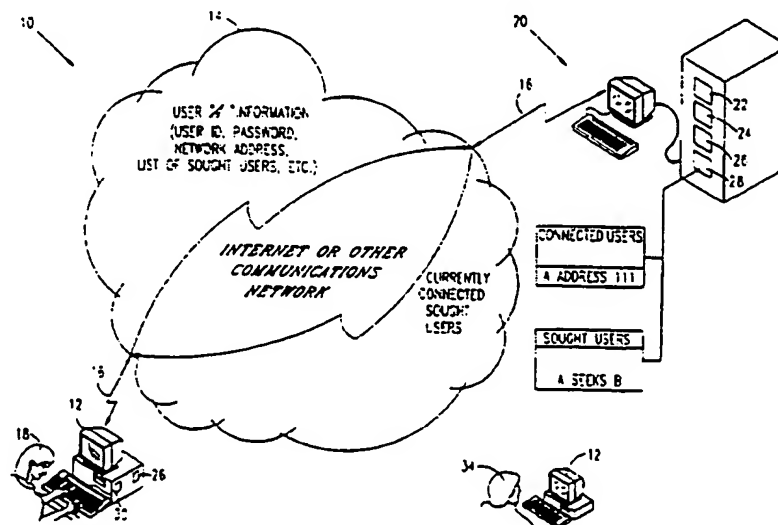 10
14
20
16
22
24
26
28
USER "A" INFORMATION
(USER ID, PASSWORD,
NETWORK ADDRESS,
LIST OF SOUGHT USERS, ETC.)
INTERNET OR OTHER
COMMUNICATIONS
NETWORK
CURRENTLY
CONNECTED
SOUGHT
USERS
CONNECTED USERS
A ADDRESS 111
SOUGHT USERS
A SEEKS B
12
18
26
30
34
12